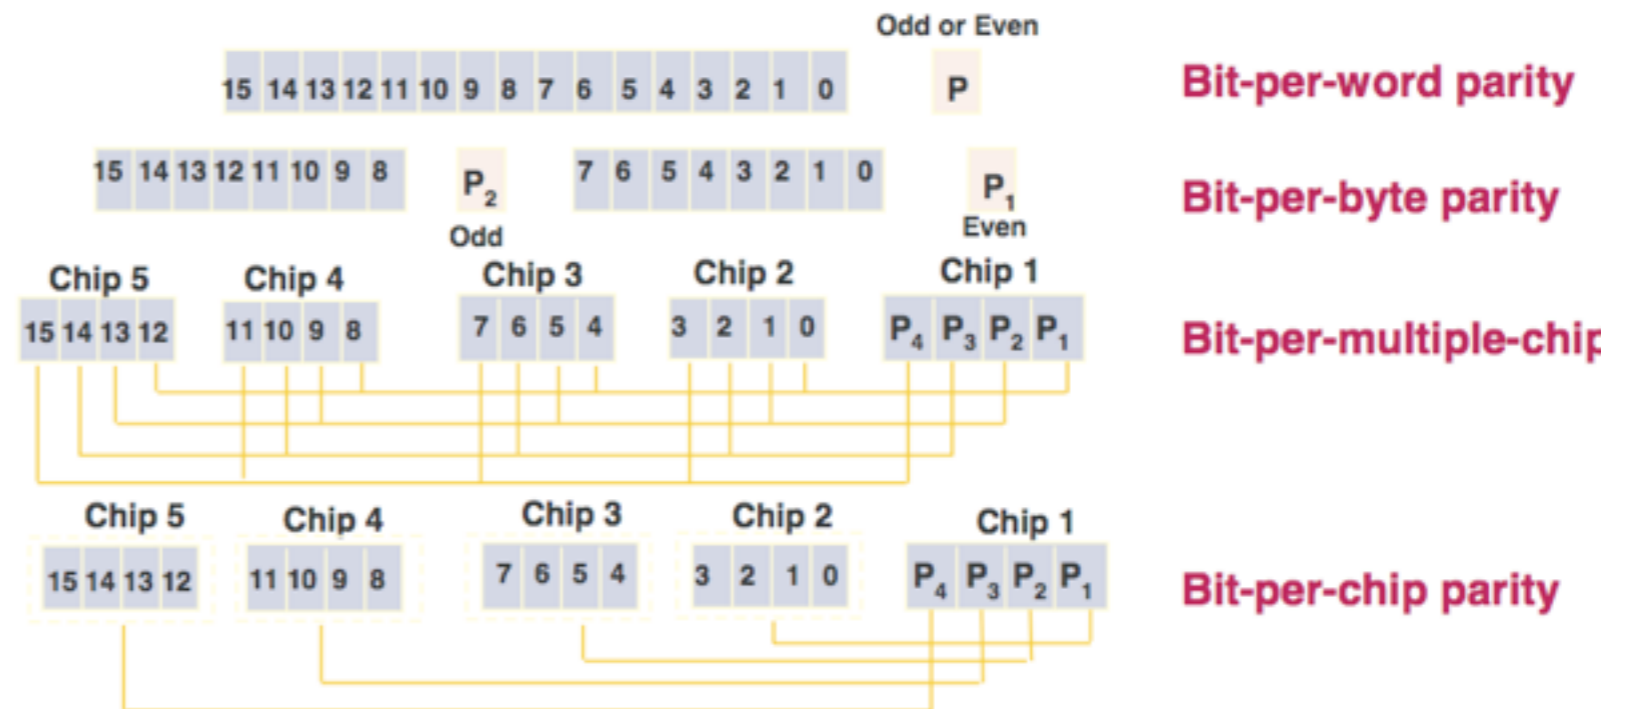 Odd or Even
15 14 13 12 11 10 9 8 7 6 5 4 3 2 1 0 P Bit-per-word parity
15 14 13 12 11 10 9 8 P2 7 6 5 4 3 2 1 0 P1 Bit-per-byte parity
Odd Even
Chip 5 Chip 4 Chip 3 Chip 2 Chip 1
15 14 13 12 11 10 9 8 7 6 5 4 3 2 1 0 P4 P3 P2 P1 Bit-per-multiple-chip
Chip 5 Chip 4 Chip 3 Chip 2 Chip 1
15 14 13 12 11 10 9 8 7 6 5 4 3 2 1 0 P4 P3 P2 P1 Bit-per-chip parity